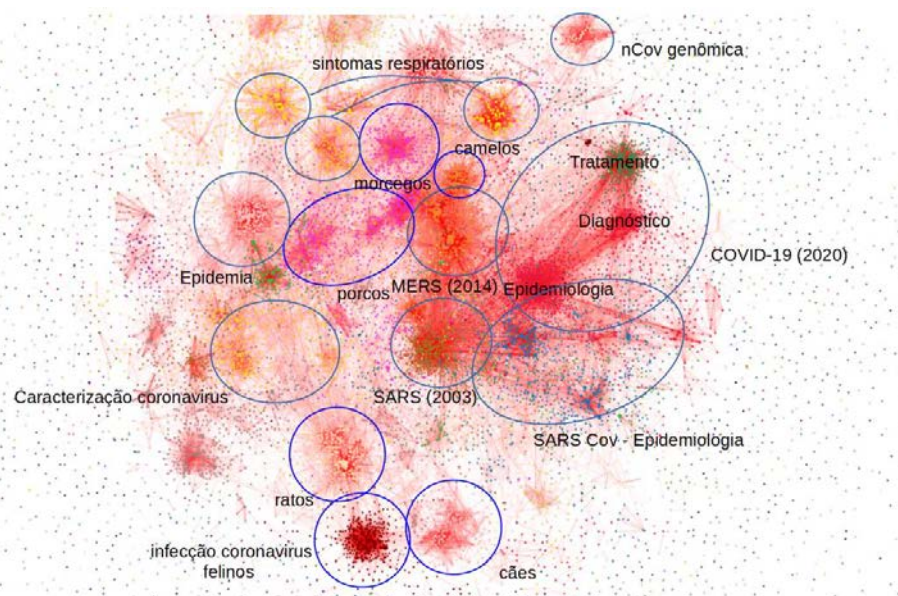 nCov genômica
sintomas respiratórios
camelos
Tratamento
morcegos
Diagnóstico
COVID-19 (2020)
Epidemia
MERS (2014)
Epidemiologia
porcos
Caracterização coronavirus
SARS (2003)
SARS Cov - Epidemiologia
ratos
infecção coronavirus
felinos
cães